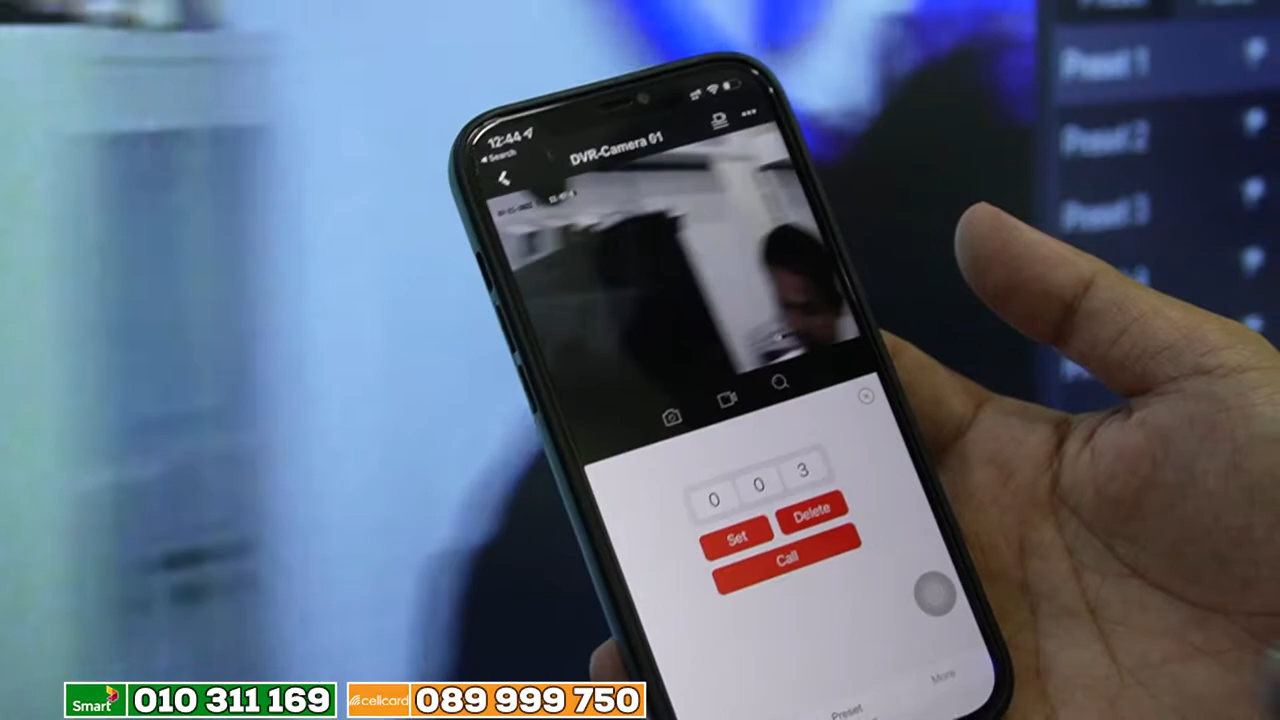 12:44
Search
DVR-Camera 01
0 0 3
Set
Delete
Call
More
Preset
Preset 1
Preset 2
Preset 3
Smart 010 311 169
cellcard 089 999 750